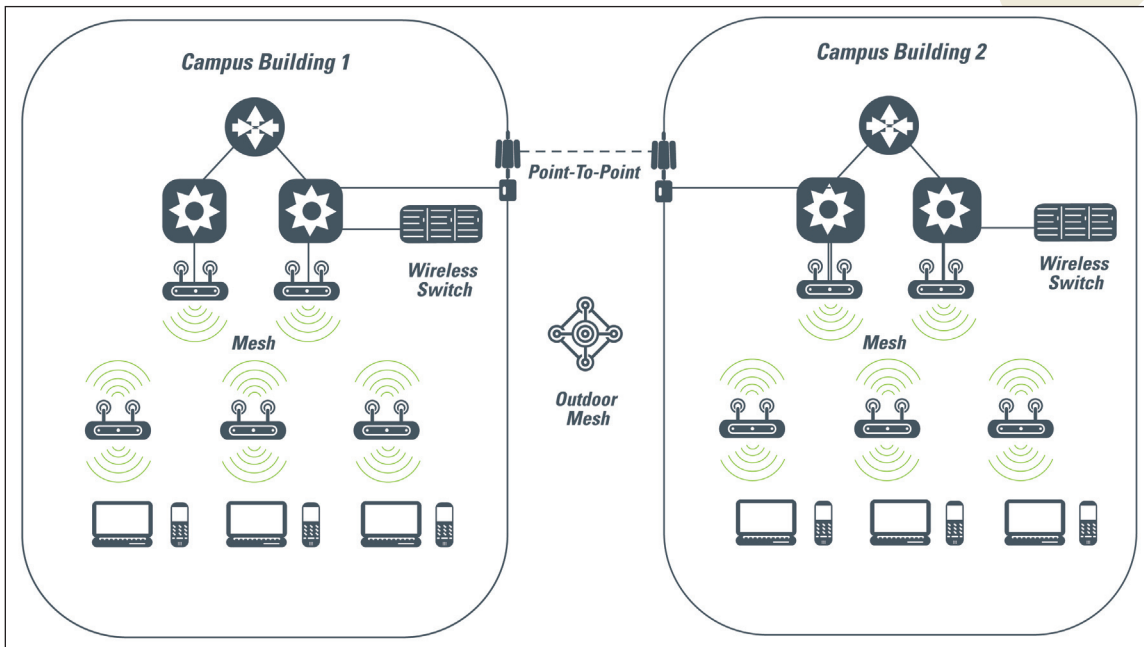 Campus Building 1
Campus Building 2
Point-To-Point
Wireless
Switch
Wireless
Switch
Mesh
Mesh
Outdoor
Mesh